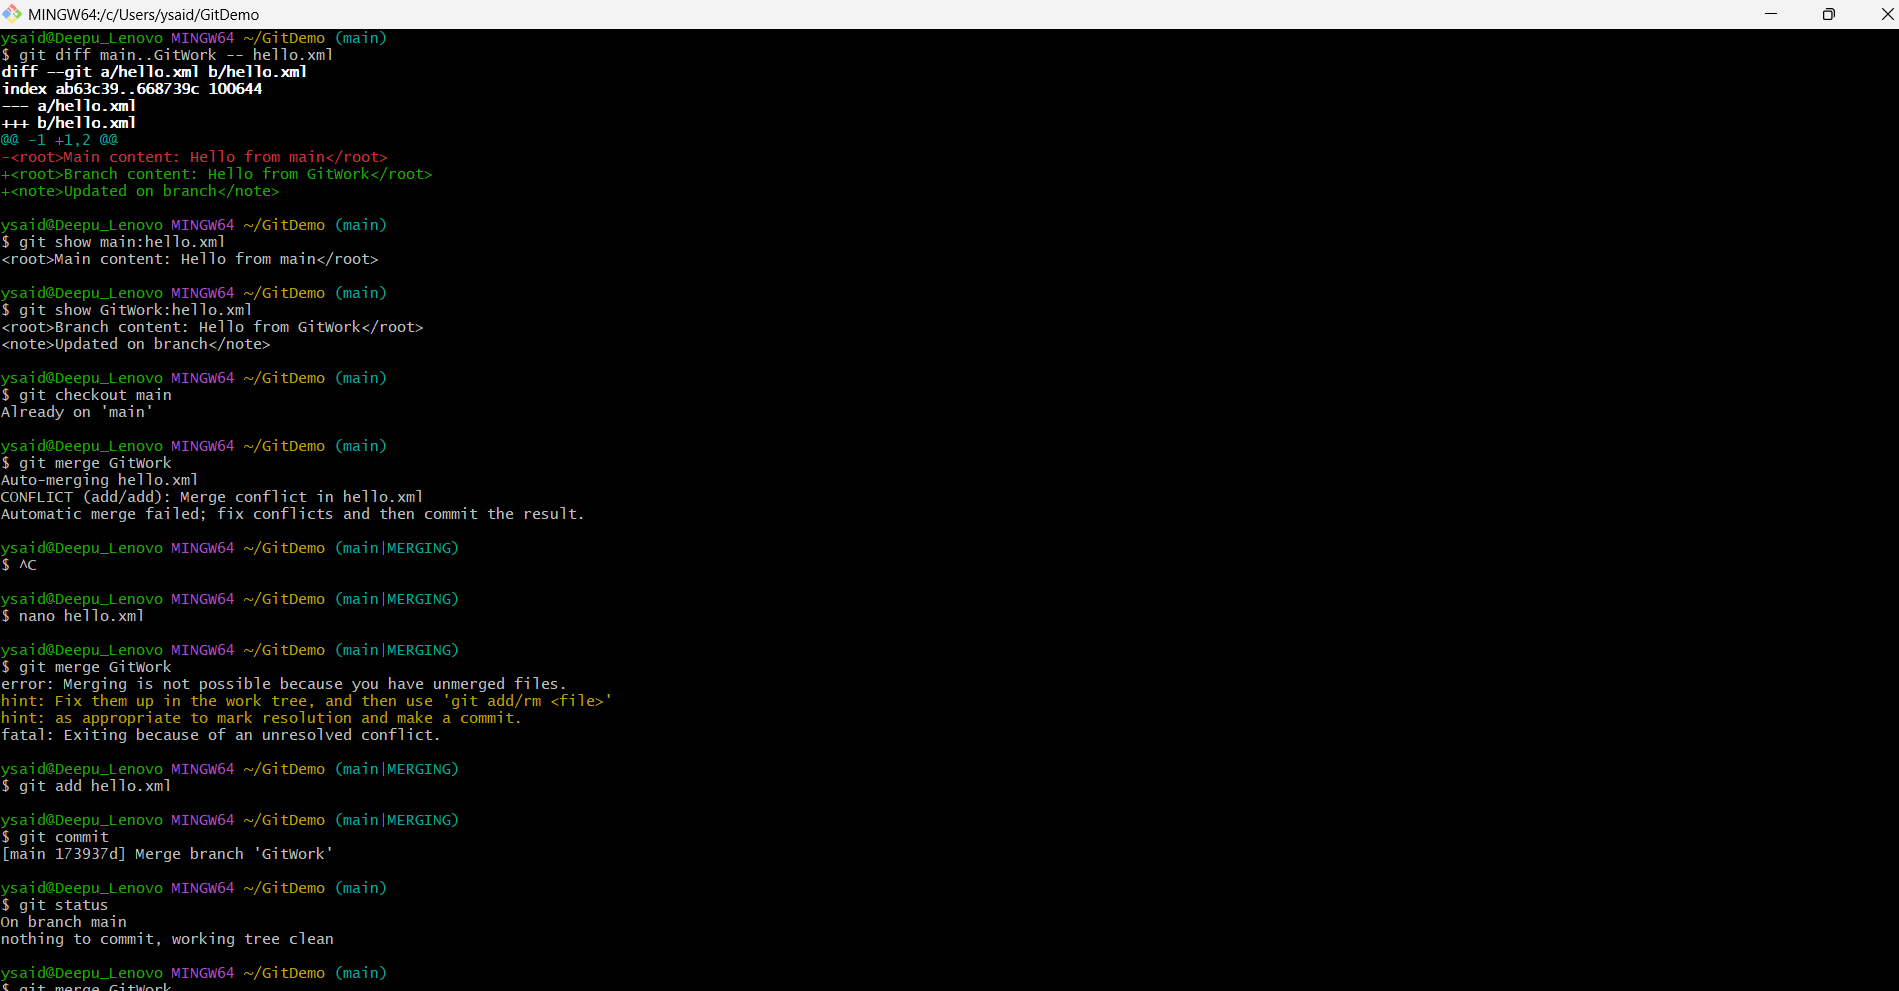 MINGW64:/c/Users/ysaid/GitDemo
ysaid@Deepu_Lenovo MINGW64 ~/GitDemo (main)
$ git diff main..GitWork -- hello.xml
diff --git a/hello.xml b/hello.xml
index ab63c39..668739c 100644
--- a/hello.xml
+++ b/hello.xml
@@ -1 +1,2 @@
-<root>Main content: Hello from main</root>
+<root>Branch content: Hello from GitWork</root>
+<note>Updated on branch</note>
ysaid@Deepu_Lenovo MINGW64 ~/GitDemo (main)
$ git show main:hello.xml
<root>Main content: Hello from main</root>
ysaid@Deepu_Lenovo MINGW64 ~/GitDemo (main)
$ git show GitWork:hello.xml
<root>Branch content: Hello from GitWork</root>
<note>Updated on branch</note>
ysaid@Deepu_Lenovo MINGW64 ~/GitDemo (main)
$ git checkout main
Already on 'main'
ysaid@Deepu_Lenovo MINGW64 ~/GitDemo (main)
$ git merge GitWork
Auto-merging hello.xml
CONFLICT (add/add): Merge conflict in hello.xml
Automatic merge failed; fix conflicts and then commit the result.
ysaid@Deepu_Lenovo MINGW64 ~/GitDemo (main|MERGING)
$ ^C
ysaid@Deepu_Lenovo MINGW64 ~/GitDemo (main|MERGING)
$ nano hello.xml
ysaid@Deepu_Lenovo MINGW64 ~/GitDemo (main|MERGING)
$ git merge GitWork
error: Merging is not possible because you have unmerged files.
hint: Fix them up in the work tree, and then use 'git add/rm <file>'
hint: as appropriate to mark resolution and make a commit.
fatal: Exiting because of an unresolved conflict.
ysaid@Deepu_Lenovo MINGW64 ~/GitDemo (main|MERGING)
$ git add hello.xml
ysaid@Deepu_Lenovo MINGW64 ~/GitDemo (main|MERGING)
$ git commit
[main 173937d] Merge branch 'GitWork'
ysaid@Deepu_Lenovo MINGW64 ~/GitDemo (main)
$ git status
On branch main
nothing to commit, working tree clean
ysaid@Deepu_Lenovo MINGW64 ~/GitDemo (main)
$ git merge GitWork